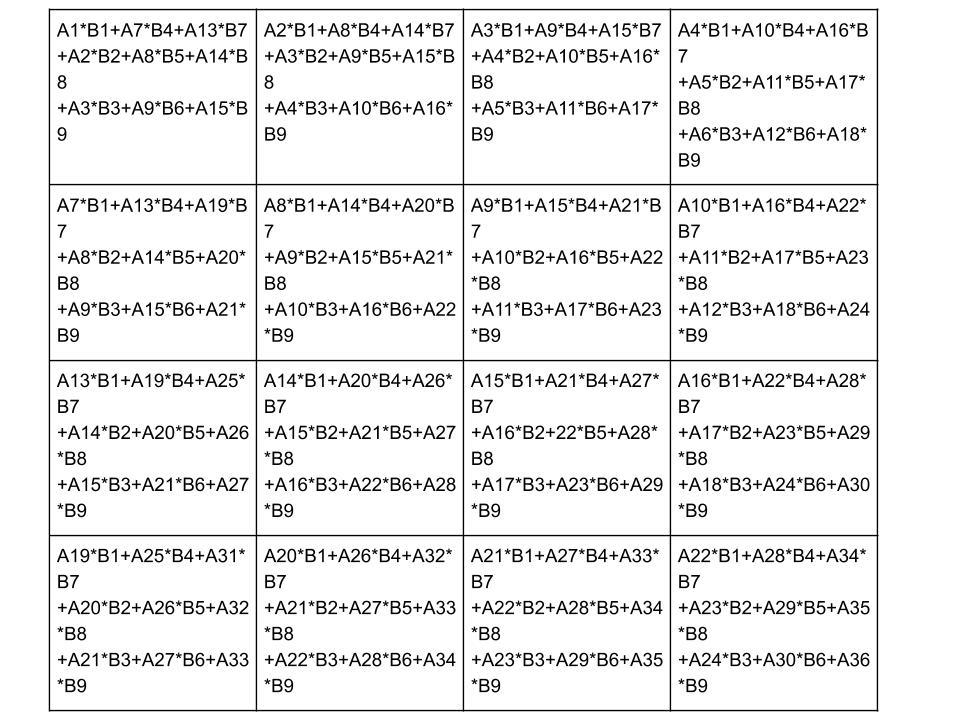 A1*B1+A7*B4+A13*B7
+A2*B2+A8*B5+A14*B
8
+A3*B3+A9*B6+A15*B
9
A2*B1+A8*B4+A14*B7
+A3*B2+A9*B5+A15*B
8
+A4*B3+A10*B6+A16*
B9
A3*B1+A9*B4+A15*B7
+A4*B2+A10*B5+A16*
B8
+A5*B3+A11*B6+A17*
B9
A4*B1+A10*B4+A16*B
7
+A5*B2+A11*B5+A17*
B8
+A6*B3+A12*B6+A18*
B9
A7*B1+A13*B4+A19*B
7
+A8*B2+A14*B5+A20*
B8
+A9*B3+A15*B6+A21*
B9
A8*B1+A14*B4+A20*B
7
+A9*B2+A15*B5+A21*
B8
+A10*B3+A16*B6+A22
*B9
A9*B1+A15*B4+A21*B
7
+A10*B2+A16*B5+A22
*B8
+A11*B3+A17*B6+A23
*B9
A10*B1+A16*B4+A22*
B7
+A11*B2+A17*B5+A23
*B8
+A12*B3+A18*B6+A24
*B9
A13*B1+A19*B4+A25*
B7
+A14*B2+A20*B5+A26
*B8
+A15*B3+A21*B6+A27
*B9
A14*B1+A20*B4+A26*
B7
+A15*B2+A21*B5+A27
*B8
+A16*B3+A22*B6+A28
*B9
A15*B1+A21*B4+A27*
B7
+A16*B2+22*B5+A28*
B8
+A17*B3+A23*B6+A29
*B9
A16*B1+A22*B4+A28*
B7
+A17*B2+A23*B5+A29
*B8
+A18*B3+A24*B6+A30
*B9
A19*B1+A25*B4+A31*
B7
+A20*B2+A26*B5+A32
*B8
+A21*B3+A27*B6+A33
*B9
A20*B1+A26*B4+A32*
B7
+A21*B2+A27*B5+A33
*B8
+A22*B3+A28*B6+A34
*B9
A21*B1+A27*B4+A33*
B7
+A22*B2+A28*B5+A34
*B8
+A23*B3+A29*B6+A35
*B9
A22*B1+A28*B4+A34*
B7
+A23*B2+A29*B5+A35
*B8
+A24*B3+A30*B6+A36
*B9